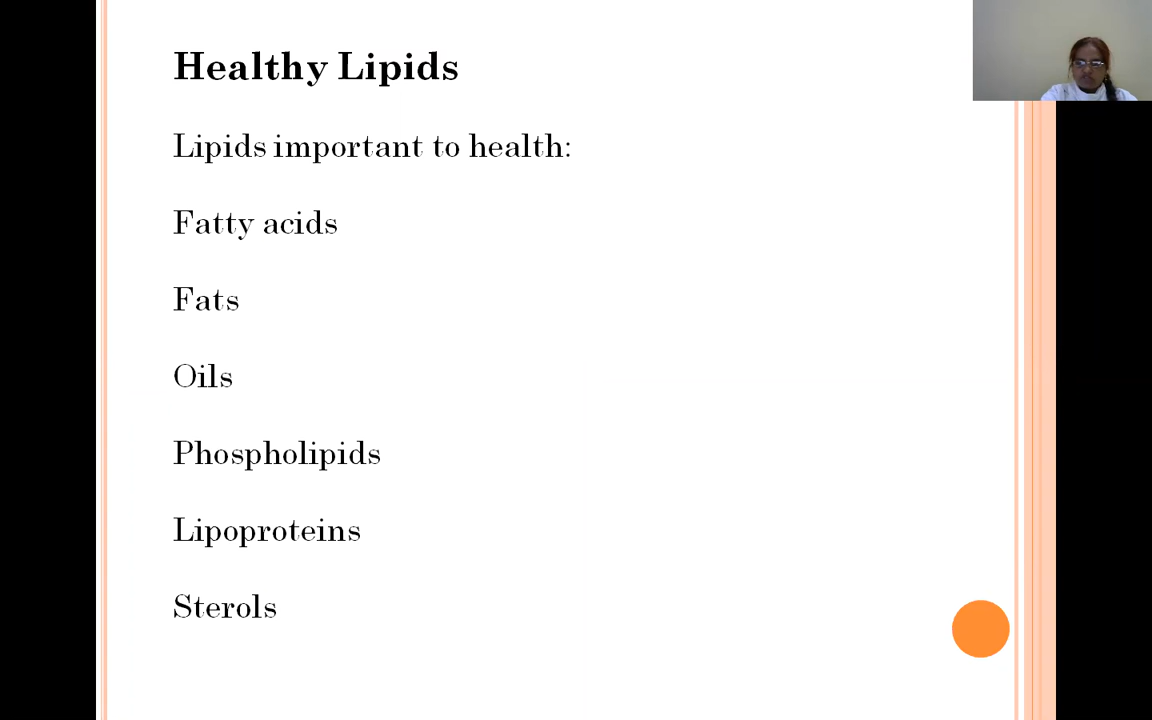 Healthy Lipids
Lipids important to health:
Fatty acids
Fats
Oils
Phospholipids
Lipoproteins
Sterols